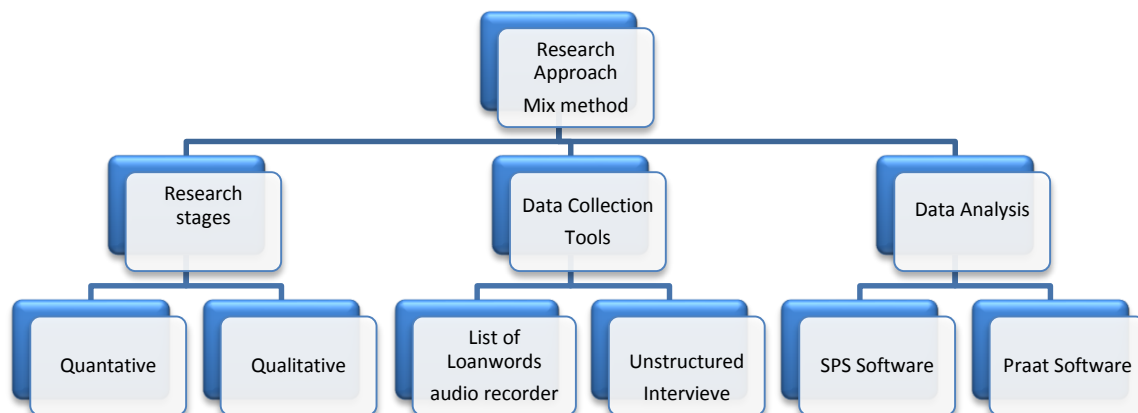 Research
Approach
Mix method
Research
stages
Data Collection
Tools
Data Analysis
Quantative
Qualitative
List of
Loanwords
audio recorder
Unstructured
Intervieve
SPS Software
Praat Software